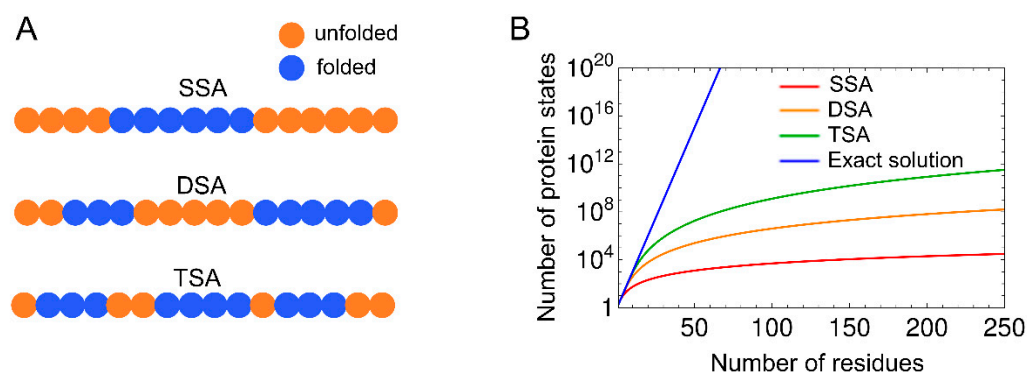 A
unfolded
folded
SSA
DSA
TSA
B
Number of protein states
10^20
10^16
10^12
10^8
10^4
1
SSA
DSA
TSA
Exact solution
50
100
150
200
250
Number of residues